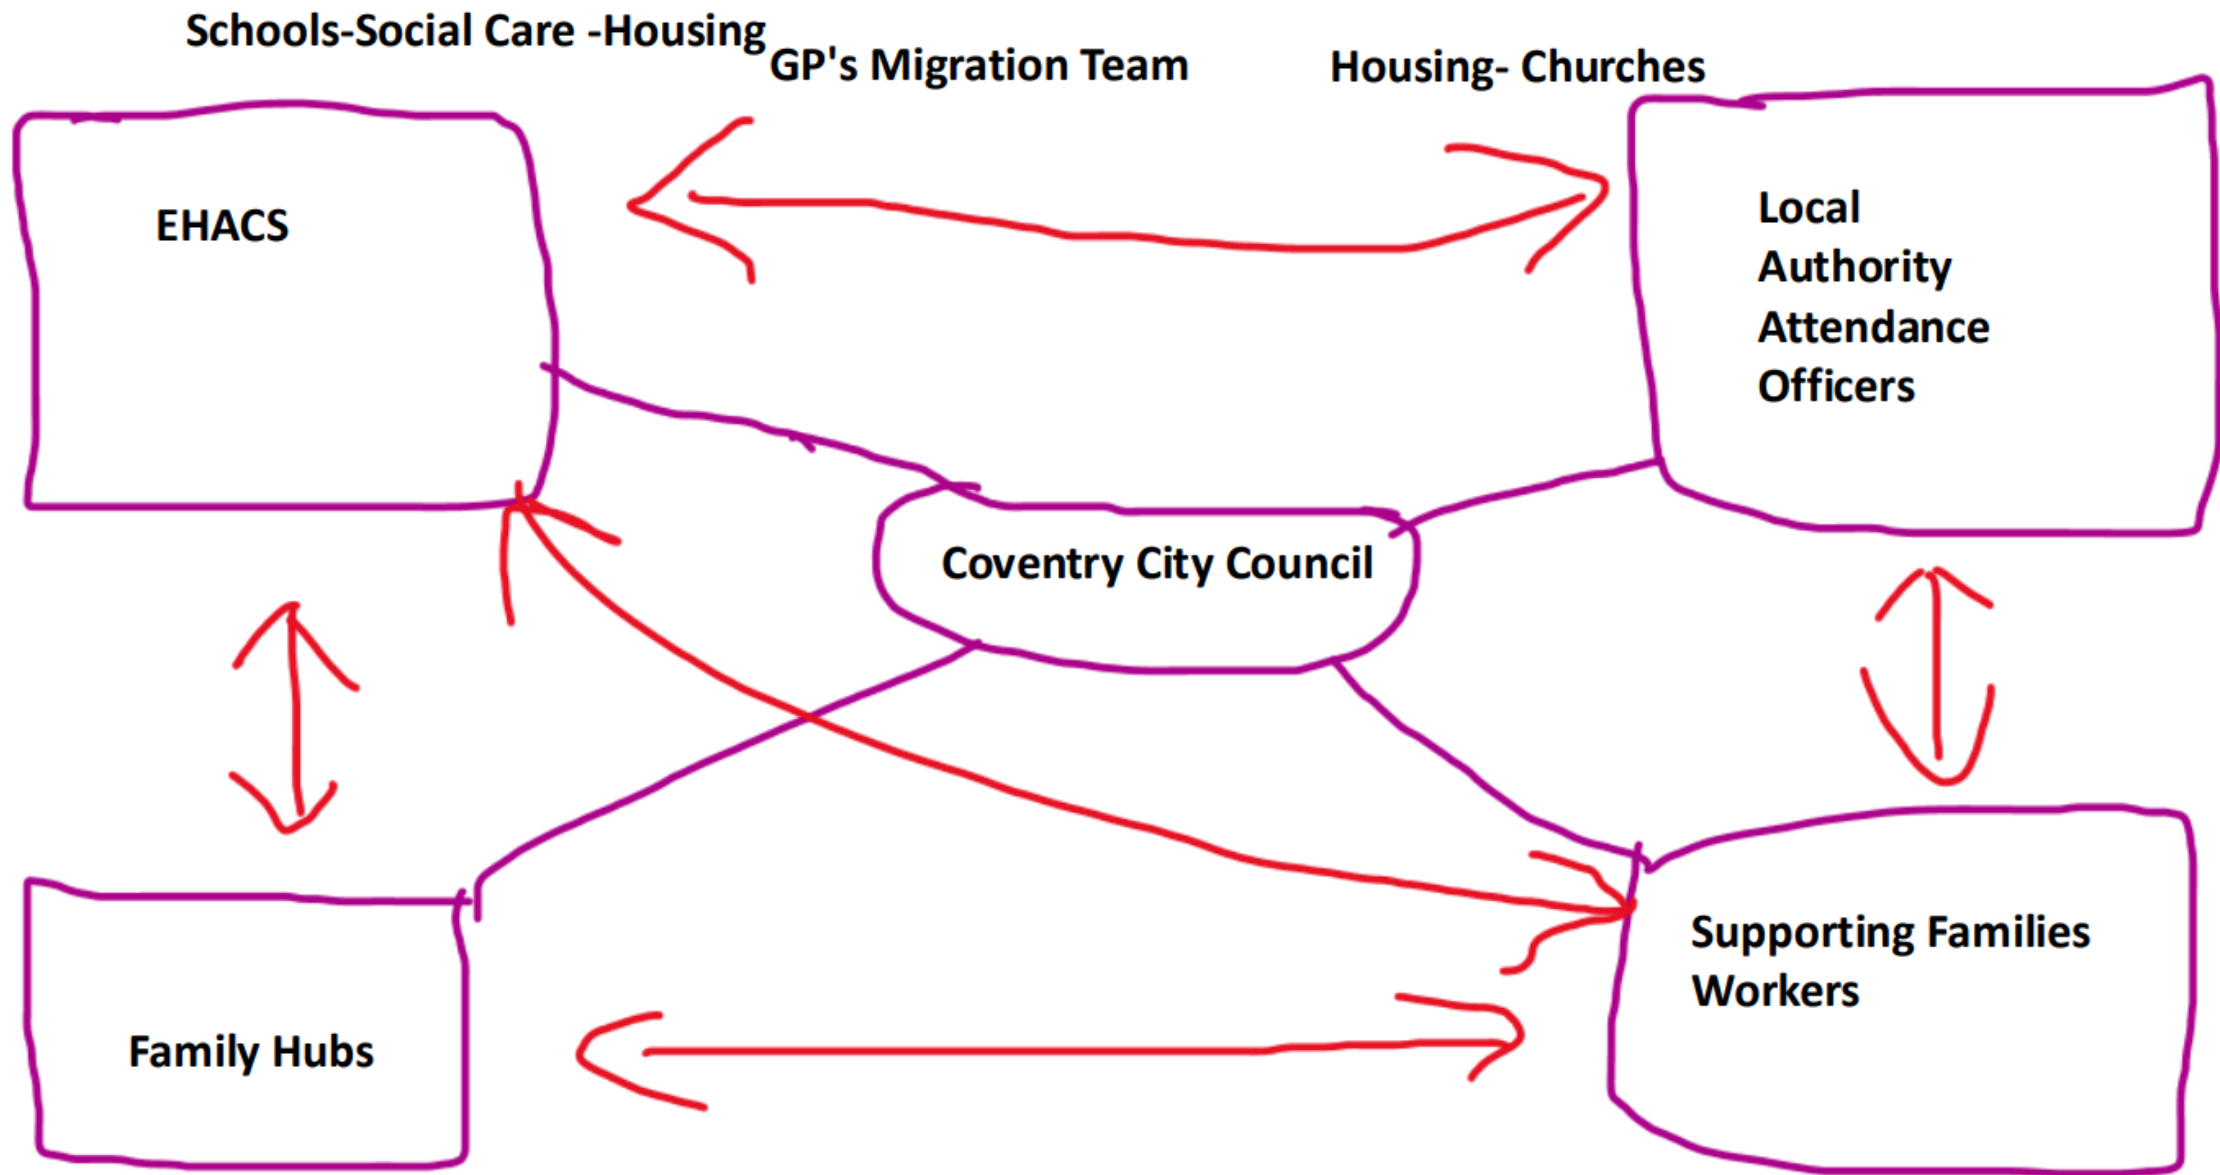 Schools-Social Care -Housing
GP's Migration Team
Housing- Churches
EHACS
Local
Authority
Attendance
Officers
Coventry City Council
Supporting Families
Workers
Family Hubs